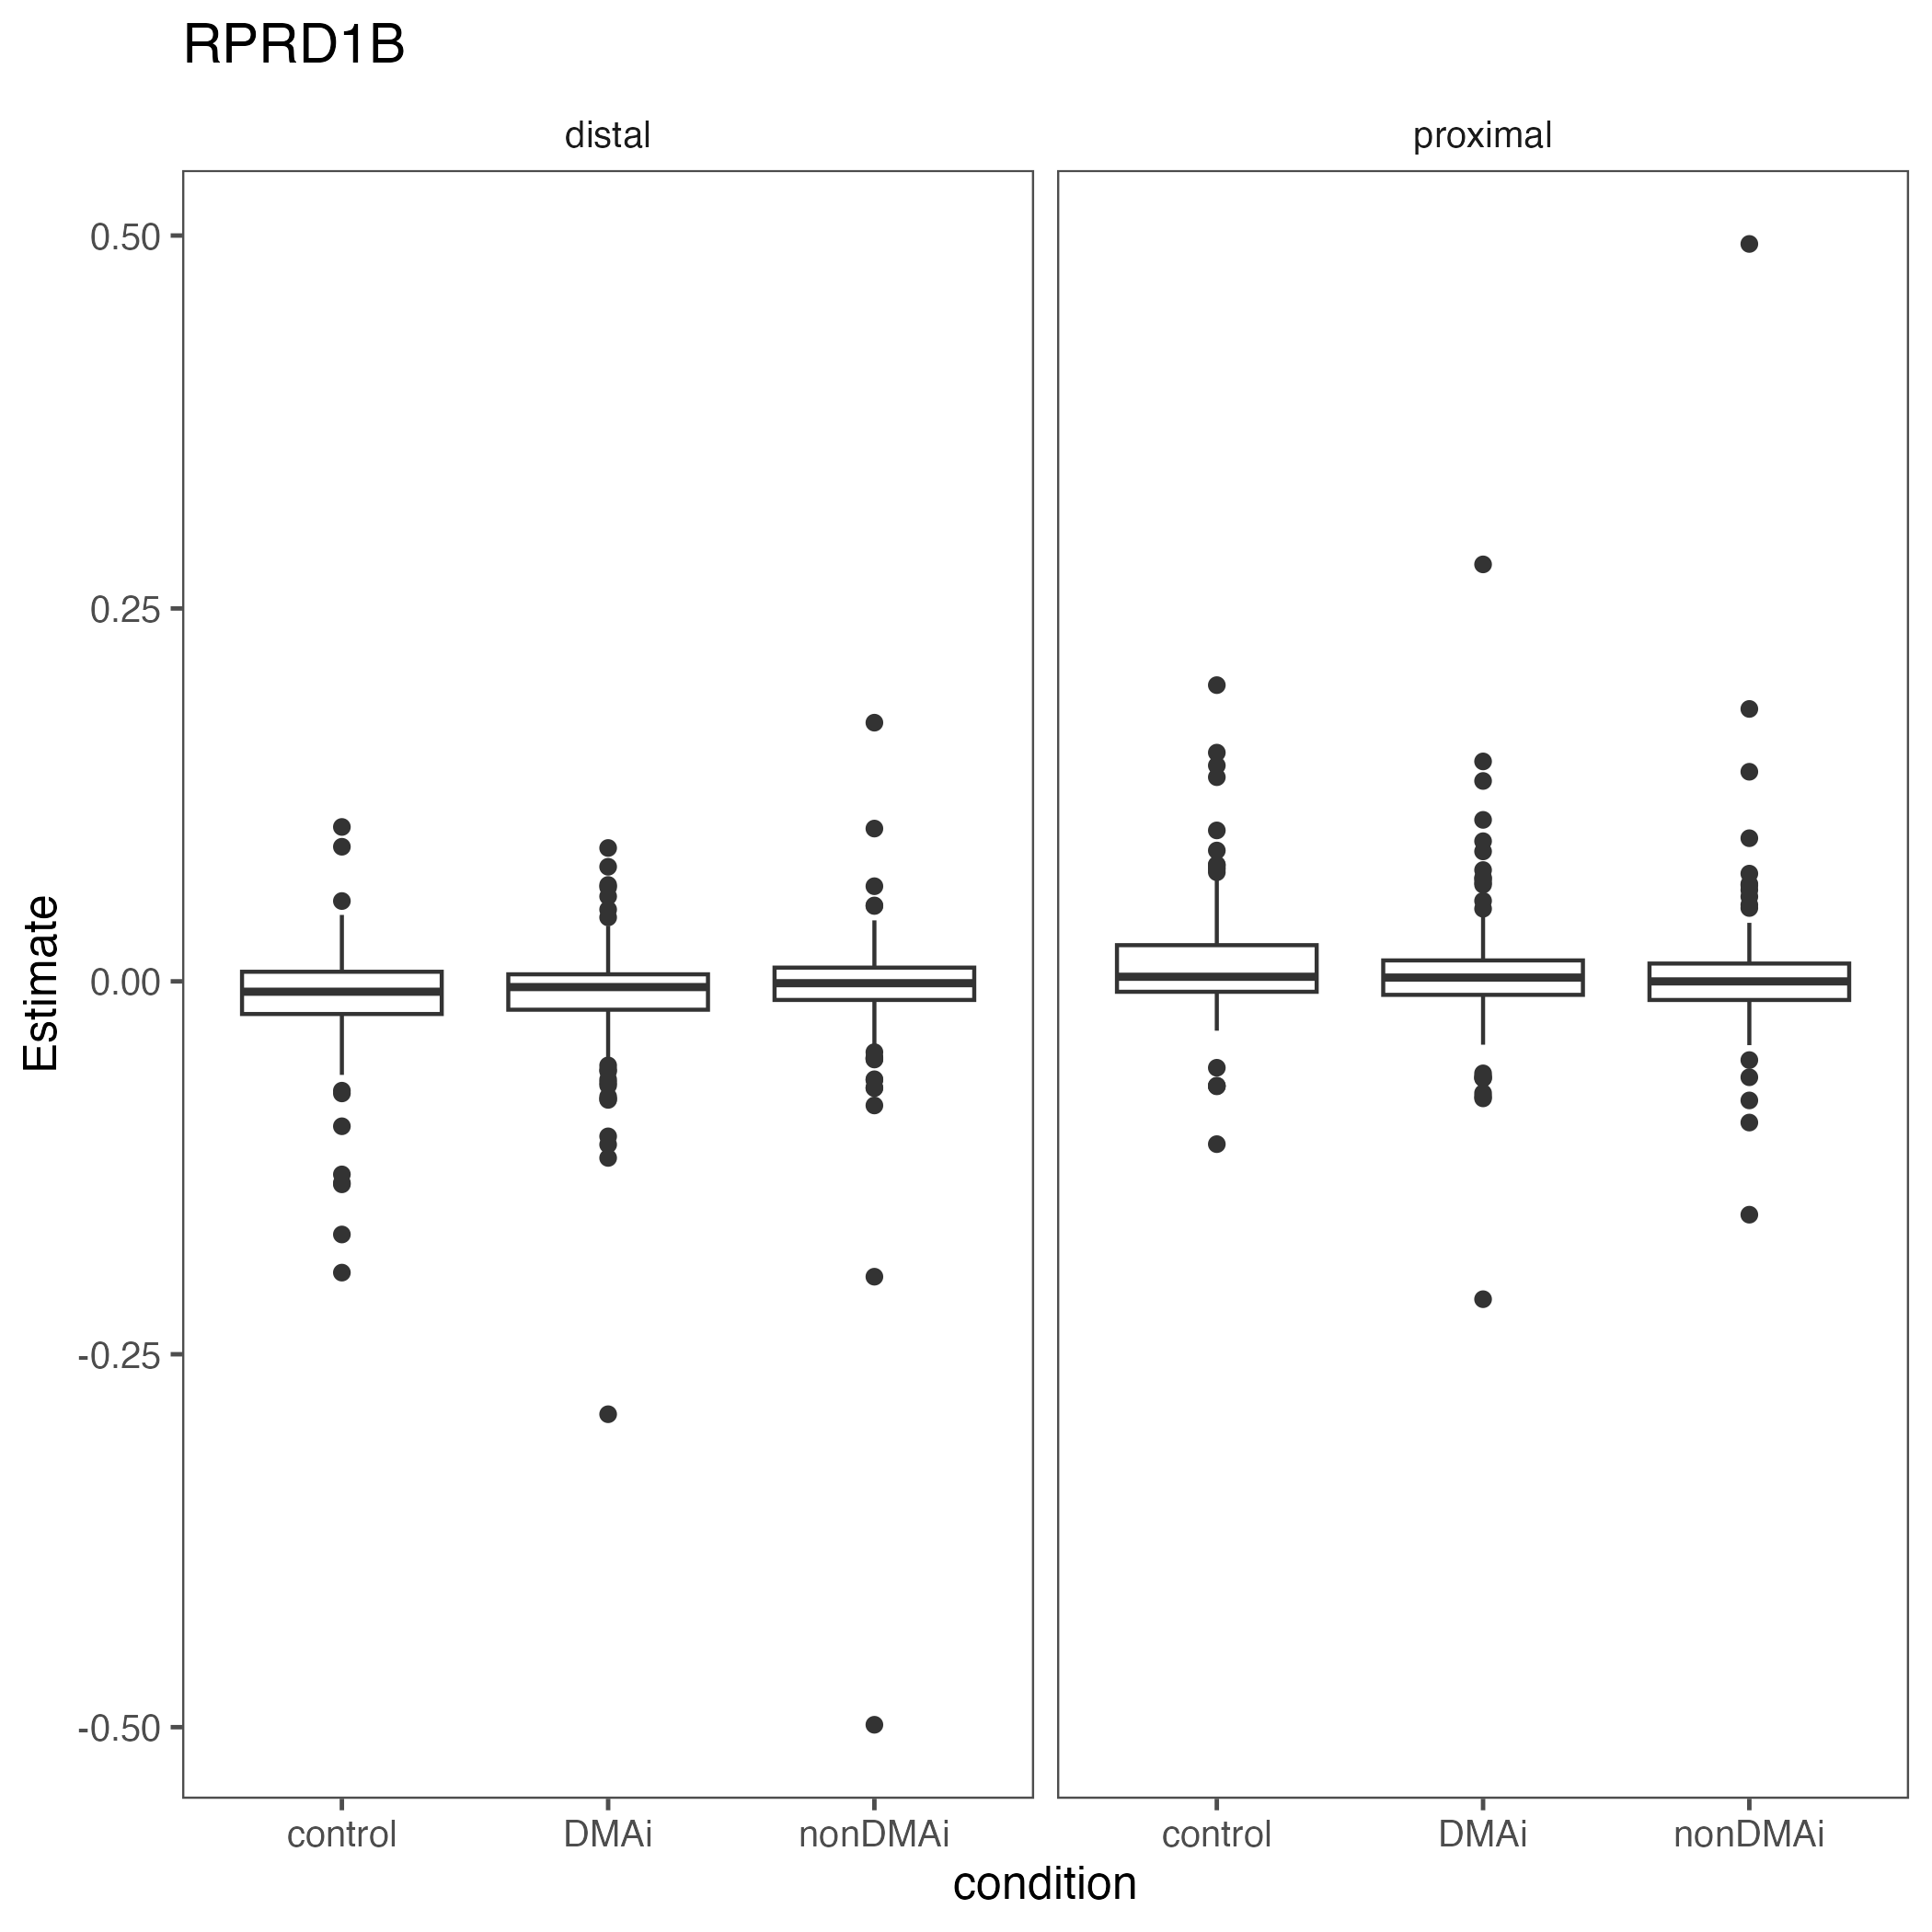 RPRD1B
distal
proximal
0.50
0.25
0.00
-0.25
-0.50
Estimate
control
DMAi
nonDMAi
control
DMAi
nonDMAi
condition